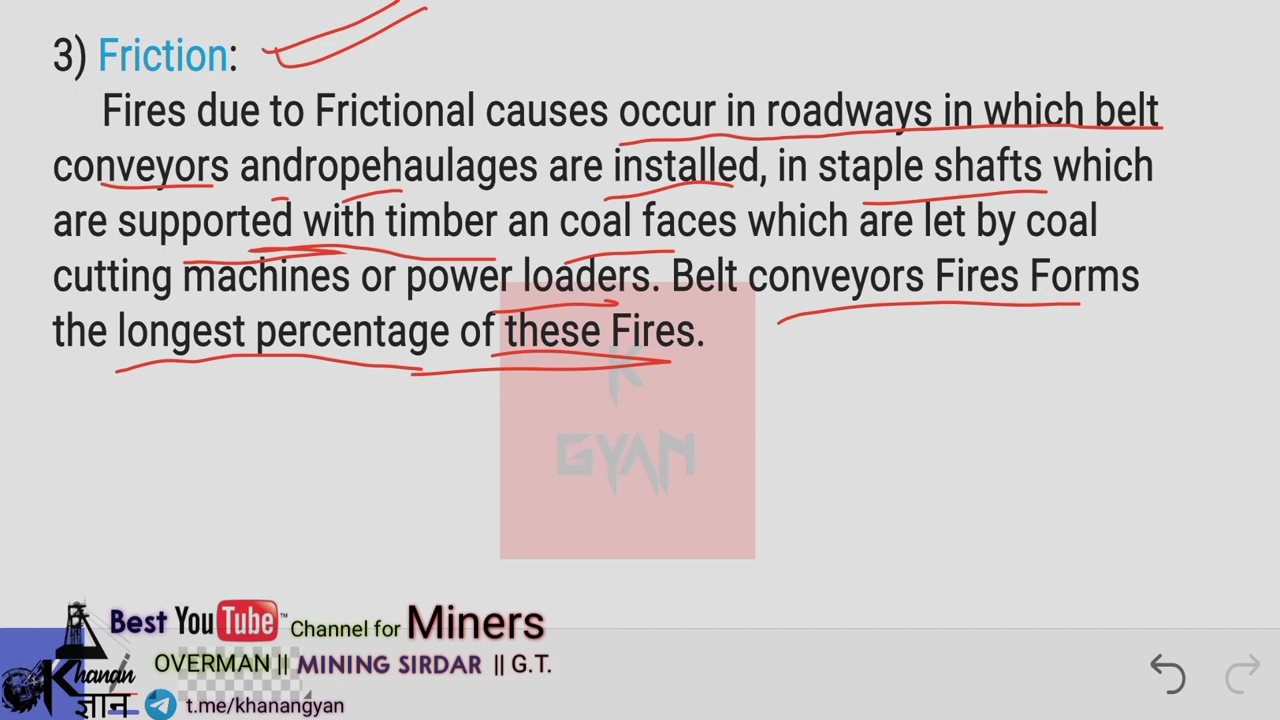 3) Friction:
Fires due to Frictional causes occur in roadways in which belt
conveyors andropehaulages are installed, in staple shafts which
are supported with timber an coal faces which are let by coal
cutting machines or power loaders. Belt conveyors Fires Forms
the longest percentage of these Fires.
K
GYAN
Best YouTube™ Channel for Miners
OVERMAN || MINING SIRDAR || G.T.
Khanan
ज्ञान
t.me/khanangyan